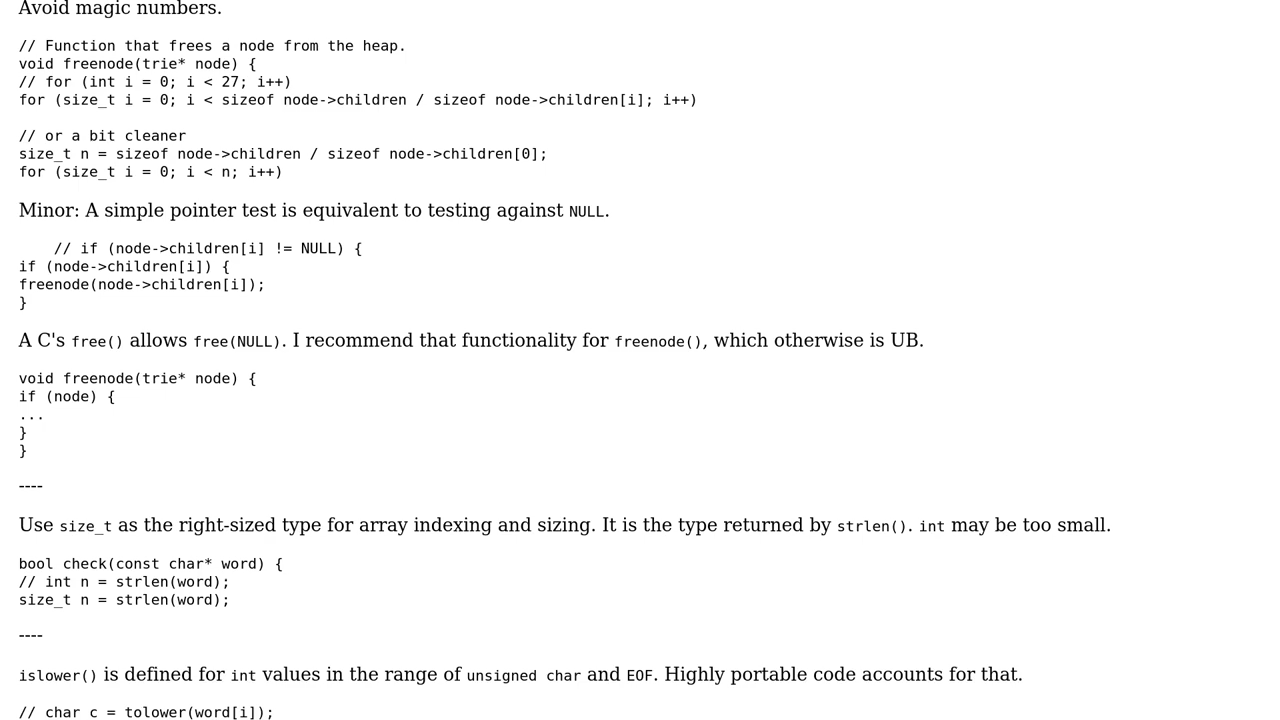 Avoid magic numbers.
// Function that frees a node from the heap.
void freenode(trie* node) {
// for (int i = 0; i < 27; i++)
for (size_t i = 0; i < sizeof node->children / sizeof node->children[i]; i++)
// or a bit cleaner
size_t n = sizeof node->children / sizeof node->children[0];
for (size_t i = 0; i < n; i++)
Minor: A simple pointer test is equivalent to testing against NULL.
    // if (node->children[i] != NULL) {
if (node->children[i]) {
freenode(node->children[i]);
}
A C's free() allows free(NULL). I recommend that functionality for freenode(), which otherwise is UB.
void freenode(trie* node) {
if (node) {
...
}
}
----
Use size_t as the right-sized type for array indexing and sizing. It is the type returned by strlen(). int may be too small.
bool check(const char* word) {
// int n = strlen(word);
size_t n = strlen(word);
----
islower() is defined for int values in the range of unsigned char and EOF. Highly portable code accounts for that.
// char c = tolower(word[i]);